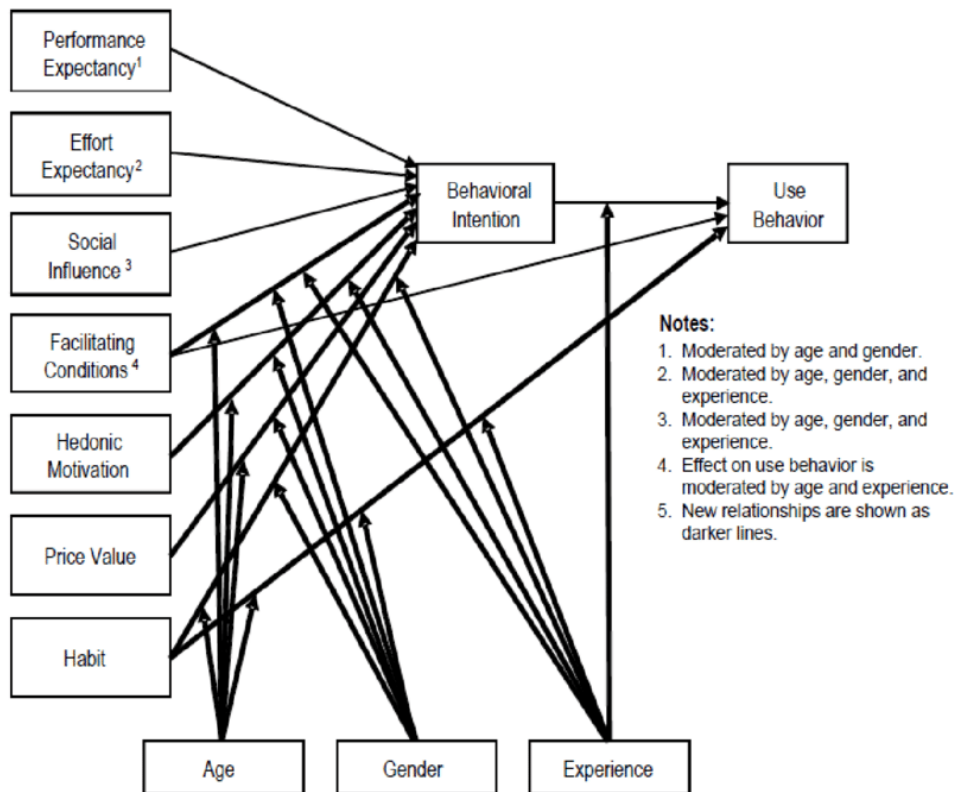 Performance
Expectancy1
Effort
Expectancy2
Social
Influence 3
Facilitating
Conditions 4
Hedonic
Motivation
Price Value
Habit
Behavioral
Intention
Use
Behavior
Notes:
1. Moderated by age and gender.
2. Moderated by age, gender, and
experience.
3. Moderated by age, gender, and
experience.
4. Effect on use behavior is
moderated by age and experience.
5. New relationships are shown as
darker lines.
Age
Gender
Experience